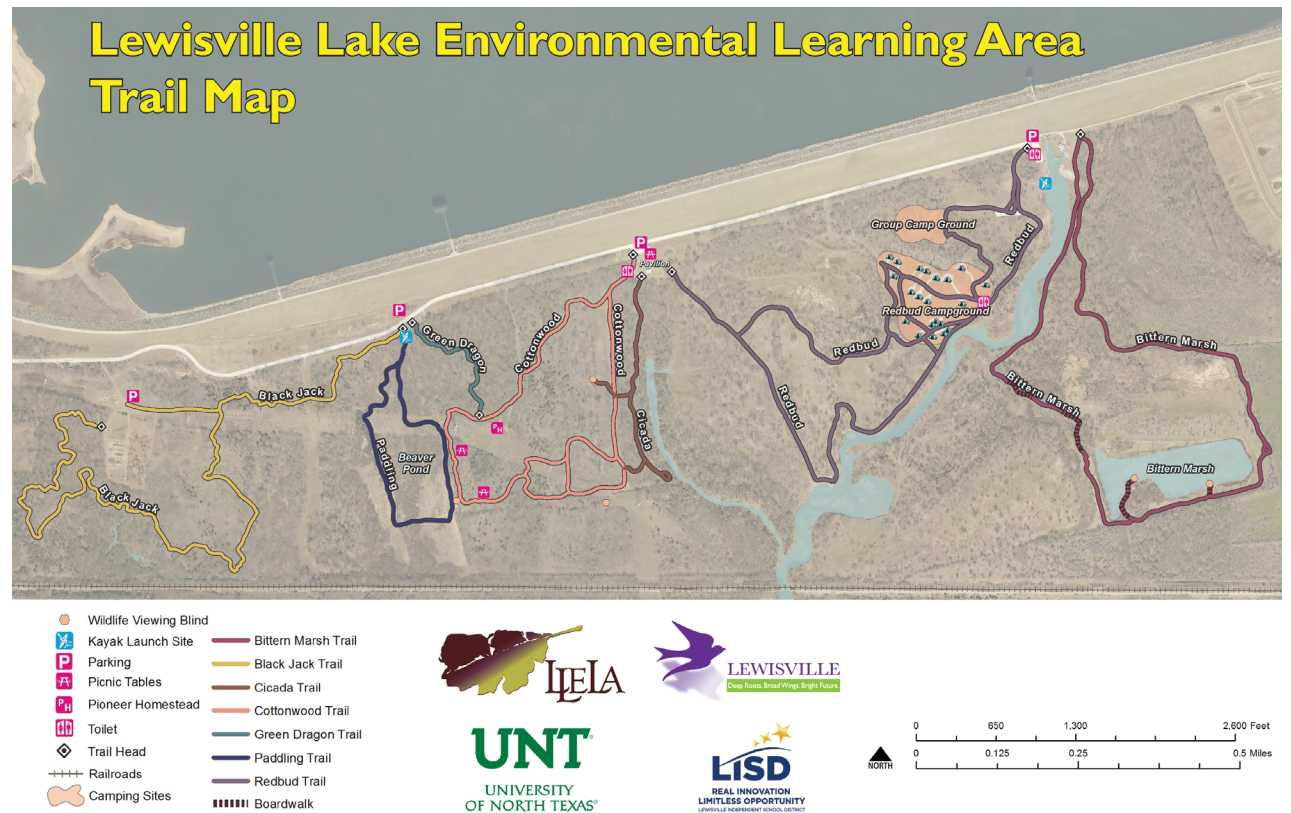 Lewisville Lake Environmental Learning Area
Trail Map
P
Group Camp Ground
Redbud
P
Pavilion
Redbud Campground
P
Green Dragon
Cottonwood
Cottonwood
Redbud
Bittern Marsh
Black Jack
P
Bittern Marsh
Redbud
Cicada
PH
Paddling
Beaver
Pond
Bittern Marsh
Black Jack
Wildlife Viewing Blind
Kayak Launch Site
P Parking
Picnic Tables
PH Pioneer Homestead
Toilet
Trail Head
Railroads
Camping Sites
Bittern Marsh Trail
Black Jack Trail
Cicada Trail
Cottonwood Trail
Green Dragon Trail
Paddling Trail
Redbud Trail
Boardwalk
LLELA
LEWISVILLE
Deep Roots. Broad Wings. Bright Future.
UNT®
UNIVERSITY
OF NORTH TEXAS®
LISD
REAL INNOVATION
LIMITLESS OPPORTUNITY
LEWISVILLE INDEPENDENT SCHOOL DISTRICT
NORTH
0 650 1,300 2,600 Feet
0 0.125 0.25 0.5 Miles